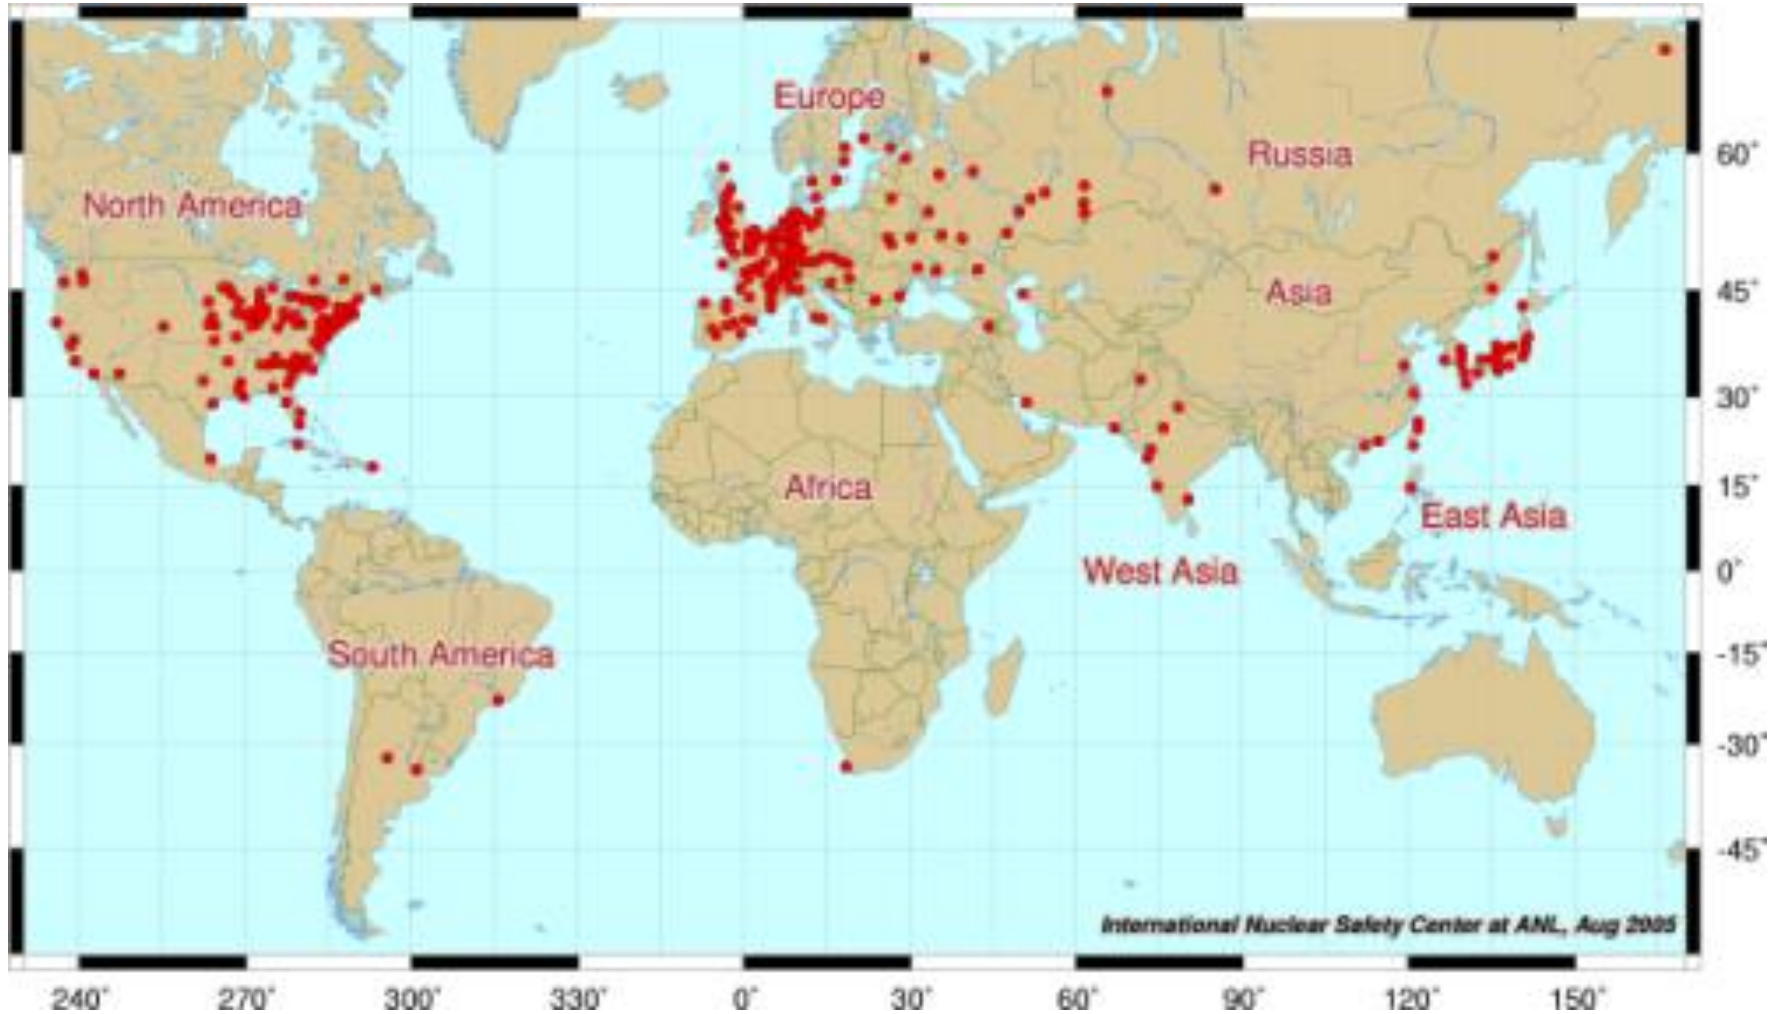 Europe
Russia
60°
North America
Asia
45°
30°
Africa
15°
East Asia
West Asia
0°
South America
-15°
-30°
-45°
International Nuclear Safety Center at ANL, Aug 2005
240°
270°
300°
330°
0°
30°
60°
90°
120°
150°